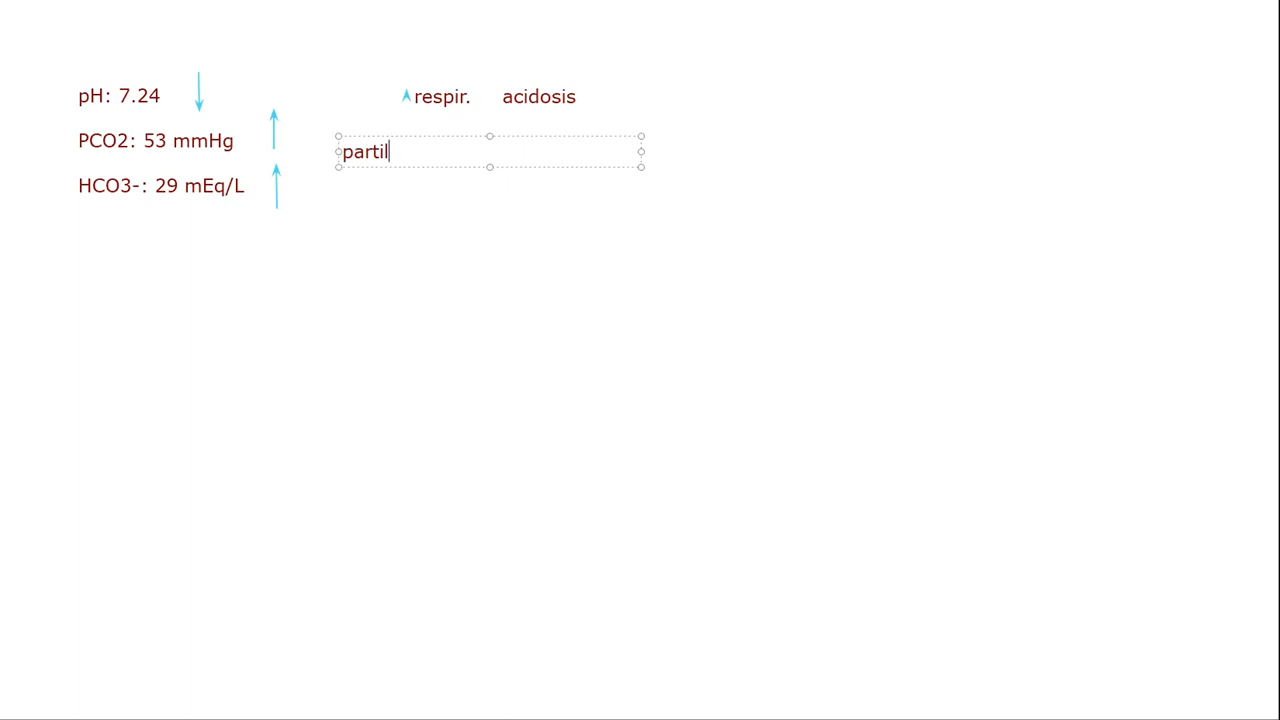 pH: 7.24
respir. acidosis
PCO2: 53 mmHg
partil
HCO3-: 29 mEq/L